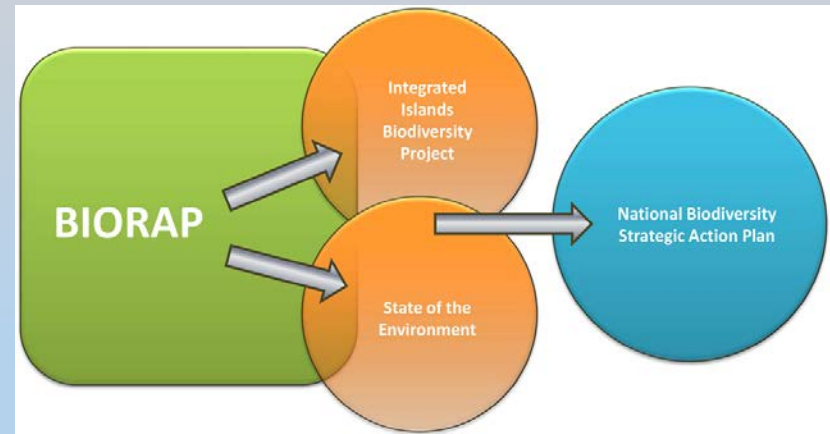 BIORAP
Integrated
Islands
Biodiversity
Project
State of the
Environment
National Biodiversity
Strategic Action Plan